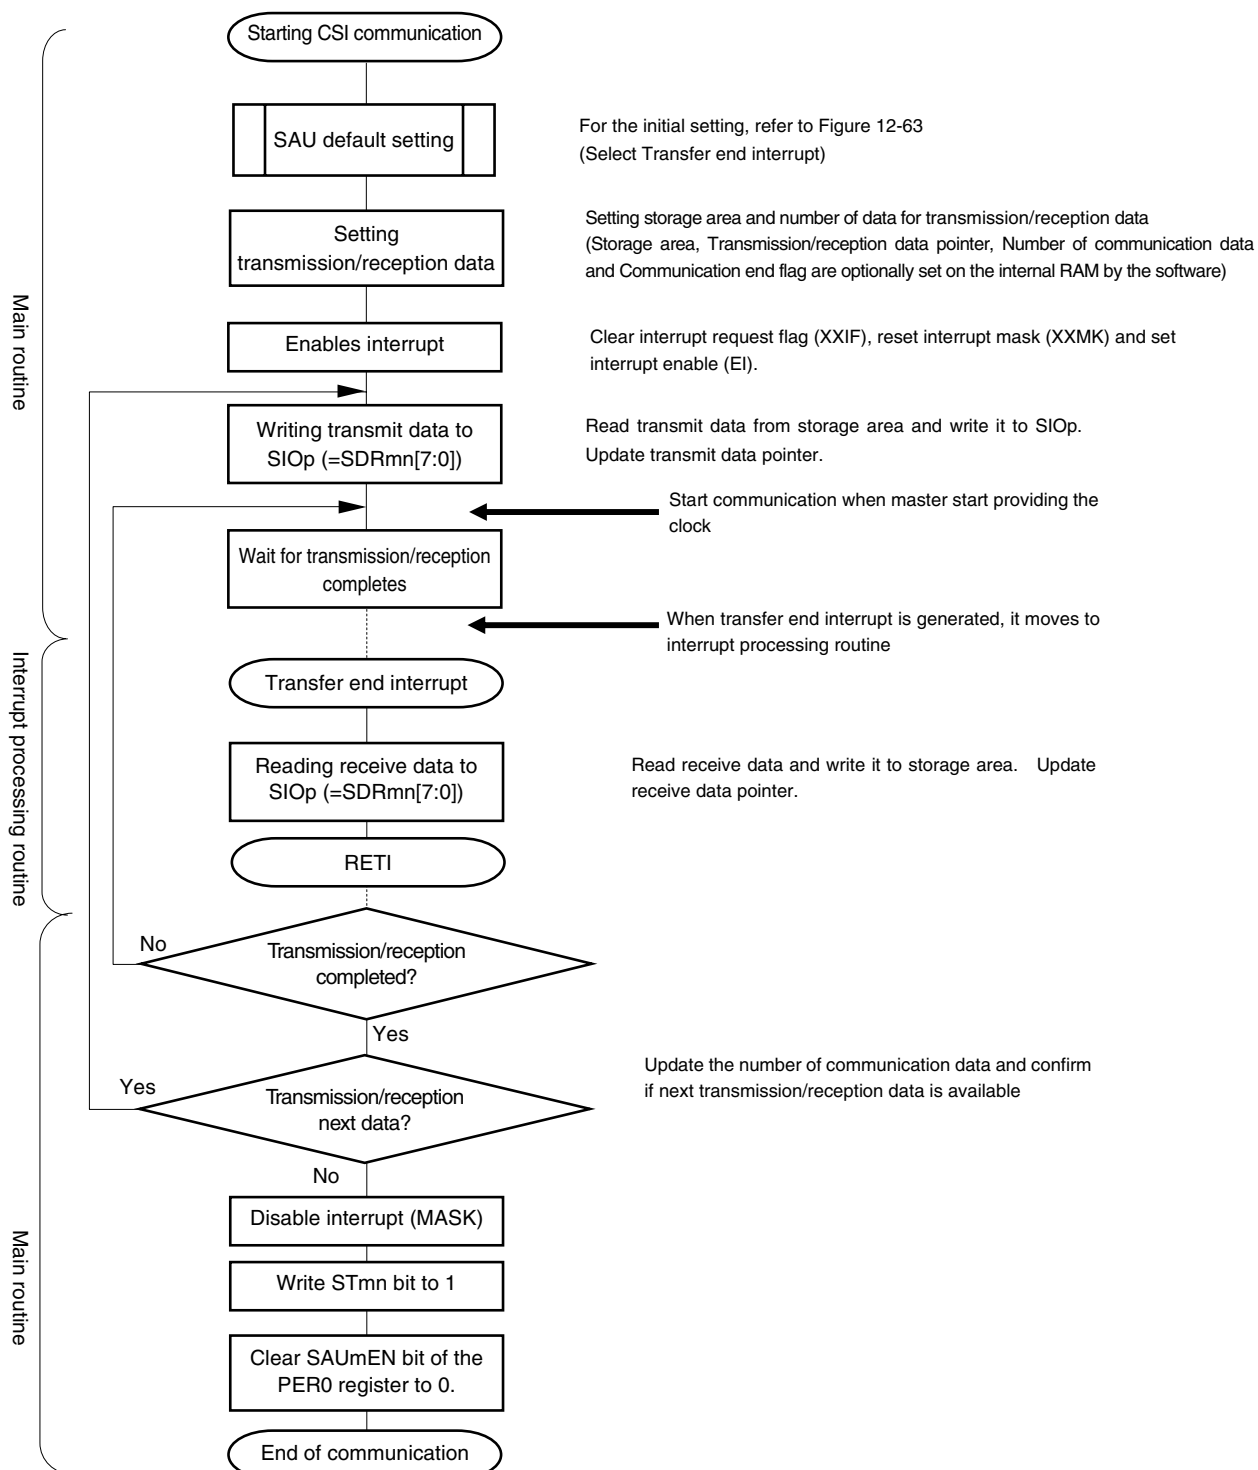 Starting CSI communication
SAU default setting
For the initial setting, refer to Figure 12-63
(Select Transfer end interrupt)
Setting
transmission/reception data
Setting storage area and number of data for transmission/reception data
(Storage area, Transmission/reception data pointer, Number of communication data
and Communication end flag are optionally set on the internal RAM by the software)
Main routine
Enables interrupt
Clear interrupt request flag (XXIF), reset interrupt mask (XXMK) and set
interrupt enable (EI).
Writing transmit data to
SIOp (=SDRmn[7:0])
Read transmit data from storage area and write it to SIOp.
Update transmit data pointer.
Start communication when master start providing the
clock
Wait for transmission/reception
completes
When transfer end interrupt is generated, it moves to
interrupt processing routine
Interrupt processing routine
Transfer end interrupt
Reading receive data to
SIOp (=SDRmn[7:0])
Read receive data and write it to storage area. Update
receive data pointer.
RETI
No
Transmission/reception
completed?
Yes
Yes
Transmission/reception
next data?
Update the number of communication data and confirm
if next transmission/reception data is available
No
Main routine
Disable interrupt (MASK)
Write STmn bit to 1
Clear SAUmEN bit of the
PER0 register to 0.
End of communication